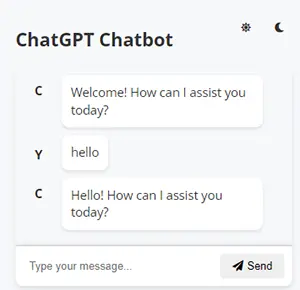 ChatGPT Chatbot
C
Welcome! How can I assist you
today?
Y
hello
C
Hello! How can I assist you
today?
Type your message...
Send